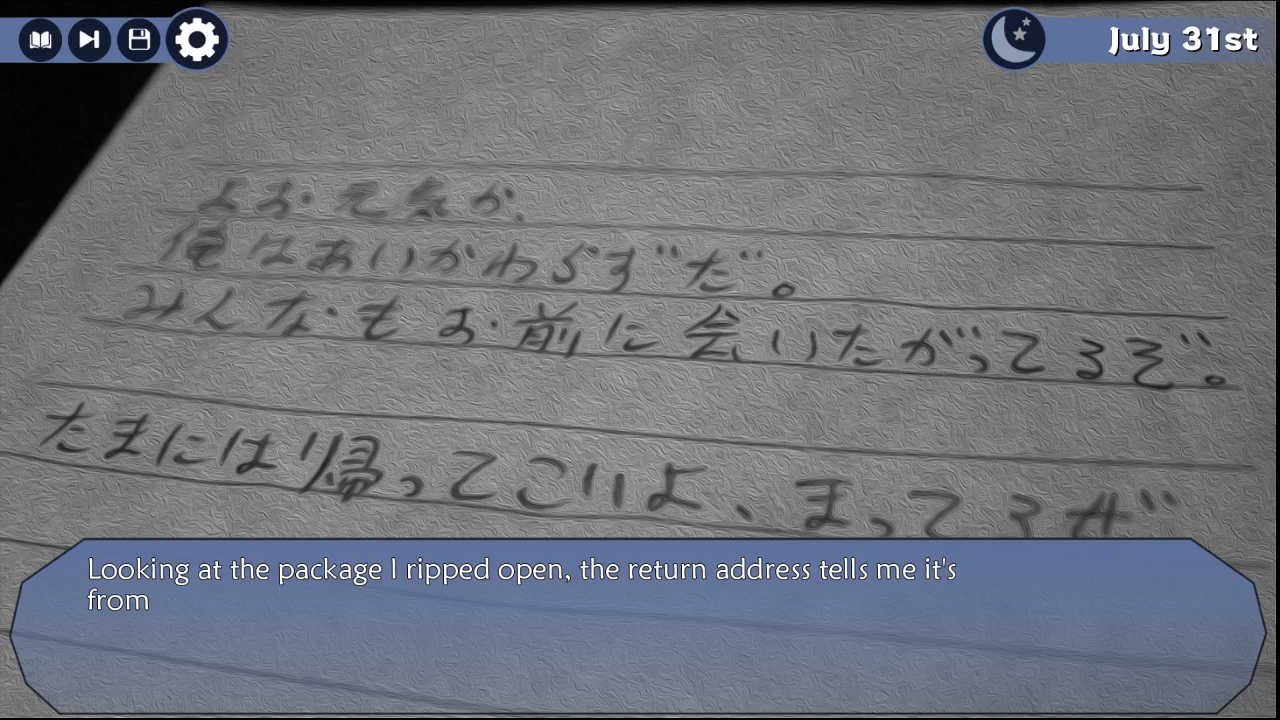 July 31st
よお元気か。
俺はあいかわらずだ。
みんなもお前に会いたがってるぞ。
たまには帰ってこいよ、まってるぜ
Looking at the package I ripped open, the return address tells me it's
from